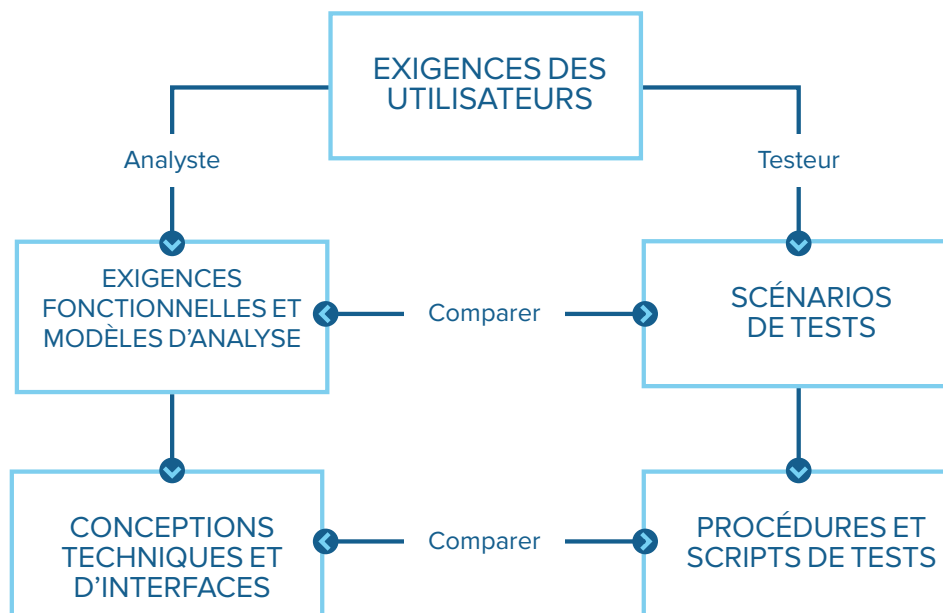 EXIGENCES DES
UTILISATEURS
Analyste
Testeur
EXIGENCES
FONCTIONNELLES ET
MODÈLES D’ANALYSE
Comparer
SCÉNARIOS
DE TESTS
CONCEPTIONS
TECHNIQUES ET
D’INTERFACES
Comparer
PROCÉDURES ET
SCRIPTS DE TESTS